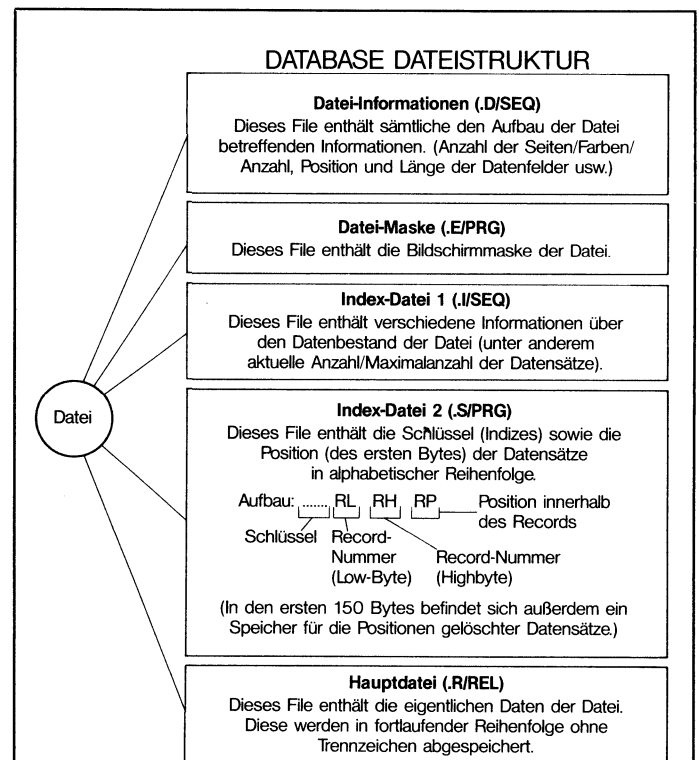 DATABASE DATEISTRUKTUR
Datei-Informationen (.D/SEQ)
Dieses File enthält sämtliche den Aufbau der Datei
betreffenden Informationen. (Anzahl der Seiten/Farben/
Anzahl, Position und Länge der Datenfelder usw.)
Datei-Maske (.E/PRG)
Dieses File enthält die Bildschirmmaske der Datei.
Index-Datei 1 (.I/SEQ)
Dieses File enthält verschiedene Informationen über
den Datenbestand der Datei (unter anderem
aktuelle Anzahl/Maximalanzahl der Datensätze).
Datei
Index-Datei 2 (.S/PRG)
Dieses File enthält die Schlüssel (Indizes) sowie die
Position (des ersten Bytes) der Datensätze
in alphabetischer Reihenfolge.
Aufbau: ....... RL RH RP Position innerhalb
des Records
Schlüssel Record-
Nummer Record-Nummer
(Low-Byte) (Highbyte)
(In den ersten 150 Bytes befindet sich außerdem ein
Speicher für die Positionen gelöschter Datensätze.)
Hauptdatei (.R/REL)
Dieses File enthält die eigentlichen Daten der Datei.
Diese werden in fortlaufender Reihenfolge ohne
Trennzeichen abgespeichert.